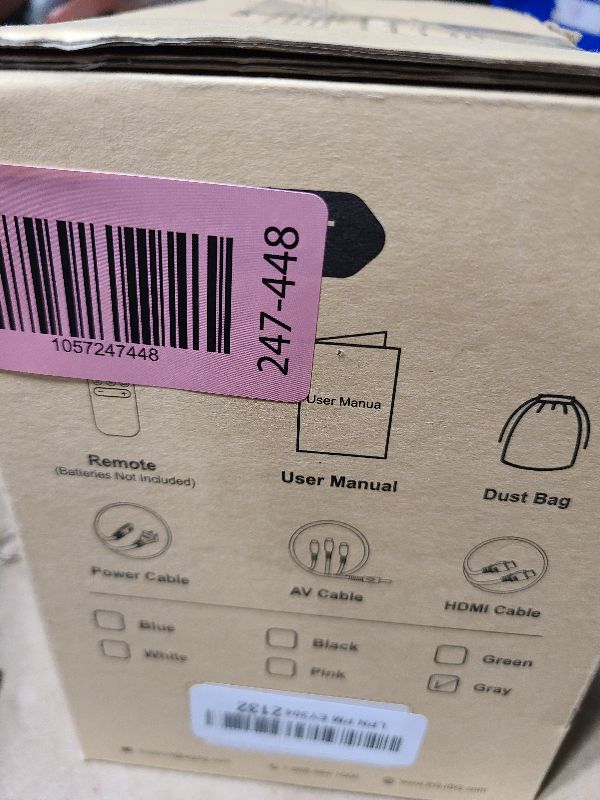 1057247448
247-448
User Manua
Remote
(Batteries Not Included)
User Manual
Dust Bag
Power Cable
AV Cable
HDMI Cable
Blue
Black
Green
White
Pink
Gray